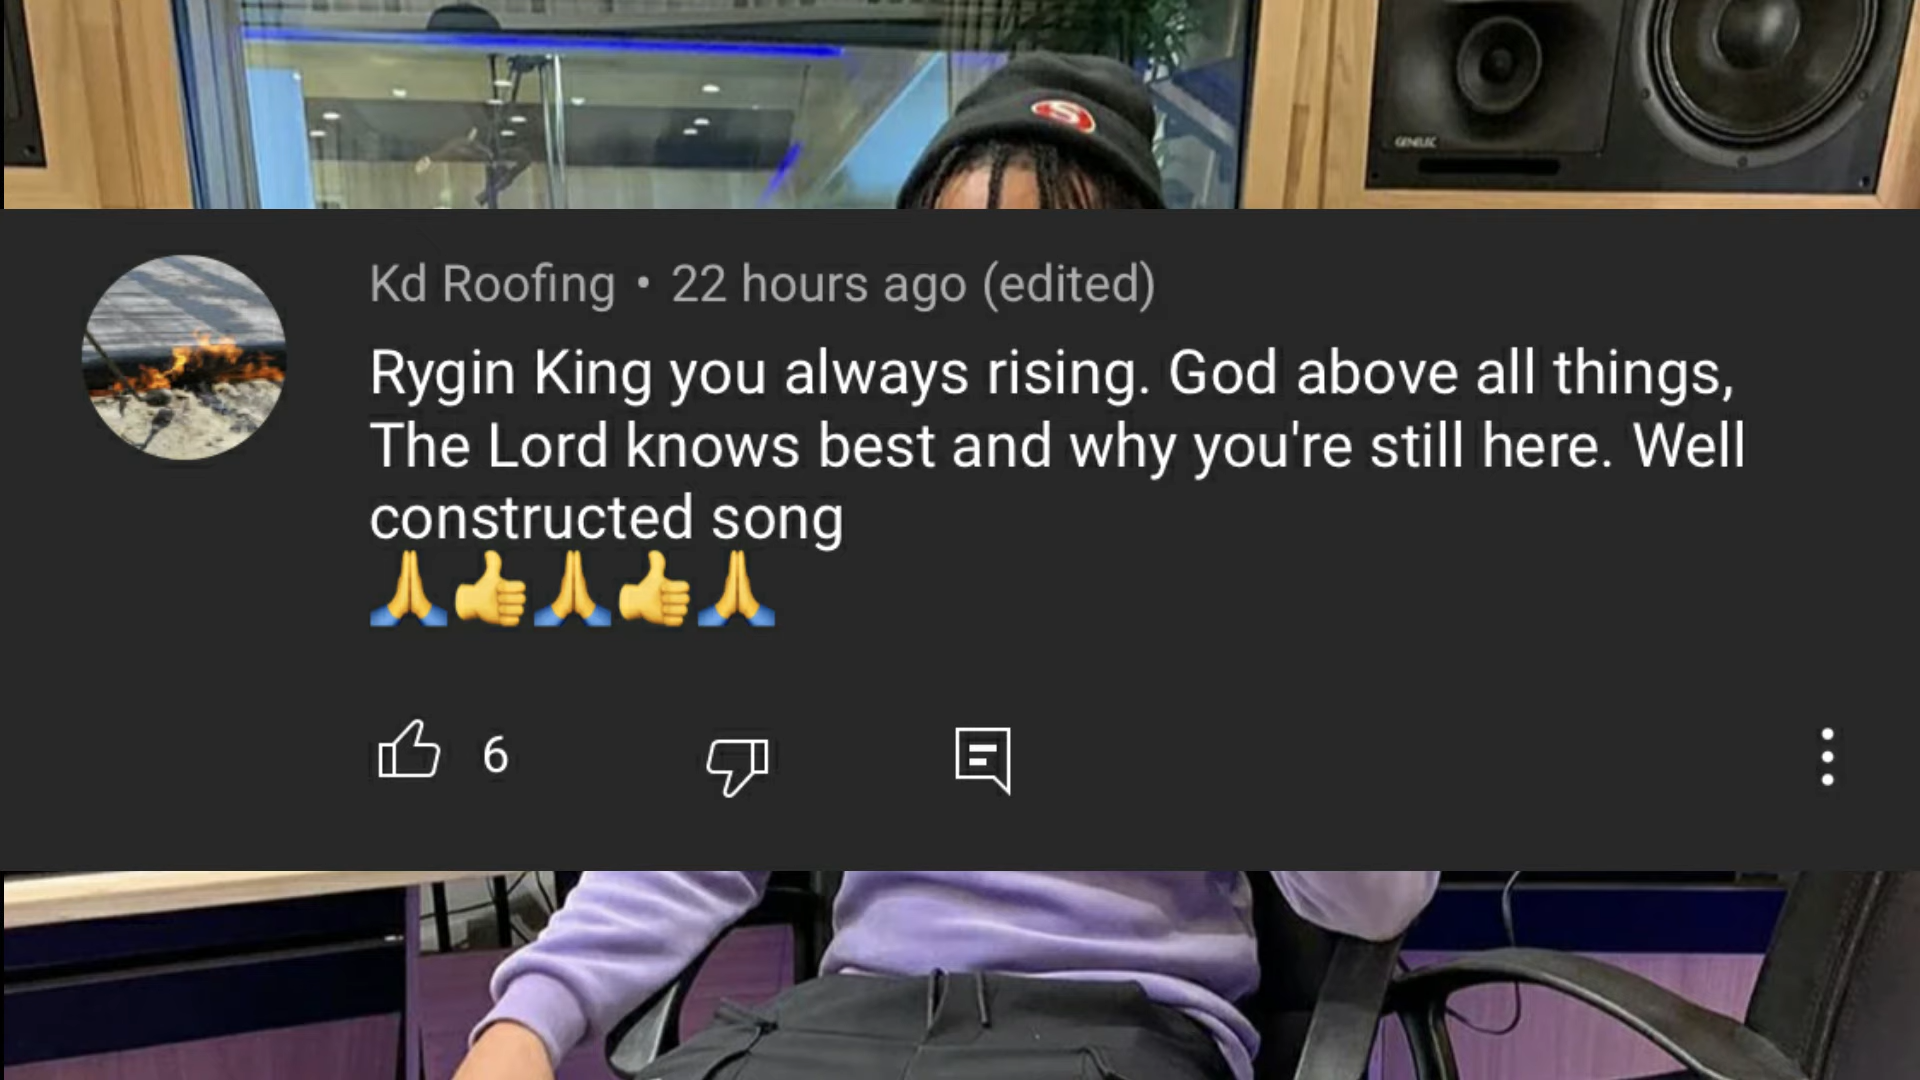 GENELEC
S
Kd Roofing • 22 hours ago (edited)
Rygin King you always rising. God above all things,
The Lord knows best and why you're still here. Well
constructed song
🙏👍🙏👍🙏
6